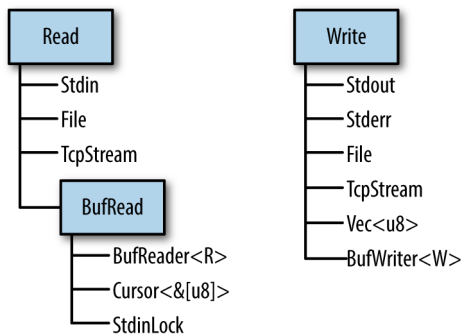 Read
Stdin
File
TcpStream
BufRead
BufReader<R>
Cursor<&[u8]>
StdinLock
Write
Stdout
Stderr
File
TcpStream
Vec<u8>
BufWriter<W>